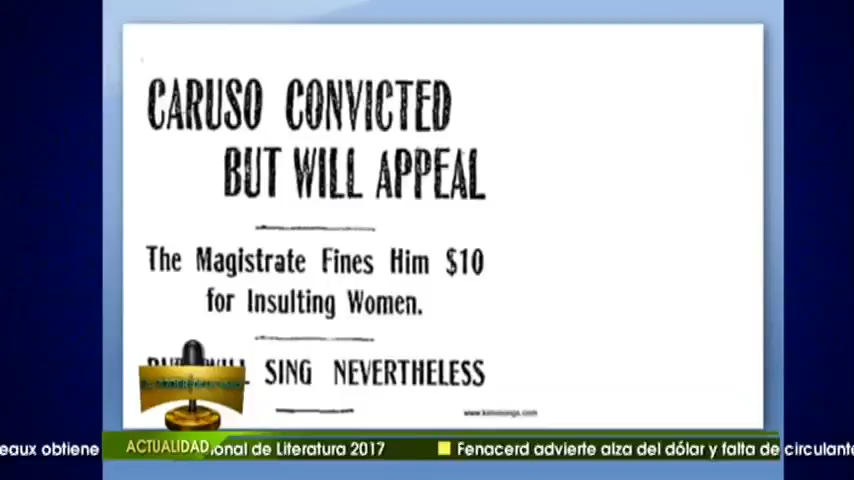 CARUSO CONVICTED
BUT WILL APPEAL
The Magistrate Fines Him $10
for Insulting Women.
SING NEVERTHELESS
eaux obtiene ACTUALIDAD ional de Literatura 2017 Fenacerd advierte alza del dólar y falta de circulante